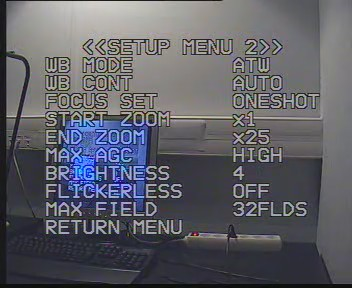 <<SETUP MENU 2>>
WB MODE ATW
WB CONT AUTO
FOCUS SET ONESHOT
START ZOOM x1
END ZOOM x25
MAX AGC HIGH
BRIGHTNESS 4
FLICKERLESS OFF
MAX FIELD 32FLDS
RETURN MENU